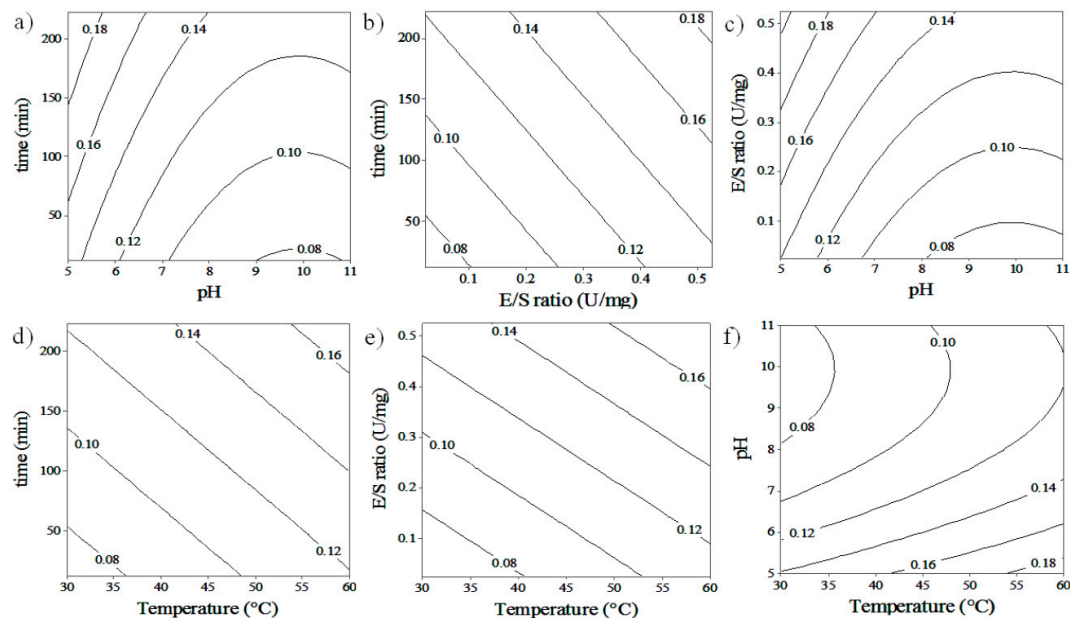 a)
0.18
0.14
200
time (min)
150
0.16
100
0.10
50
0.12
0.08
5 6 7 8 9 10 11
pH
b)
0.14
0.18
200
time (min)
150
0.16
0.10
100
50
0.08
0.12
0.1 0.2 0.3 0.4 0.5
E/S ratio (U/mg)
c)
0.5
0.18
0.14
E/S ratio (U/mg)
0.4
0.3
0.16
0.10
0.2
0.1
0.12
0.08
5 6 7 8 9 10 11
pH
d)
0.14
200
0.16
time (min)
150
0.10
100
50
0.12
0.08
30 35 40 45 50 55 60
Temperature (°C)
e)
0.5
0.14
E/S ratio (U/mg)
0.4
0.16
0.3
0.10
0.2
0.12
0.1
0.08
30 35 40 45 50 55 60
Temperature (°C)
f)
11
0.10
10
9
0.08
pH
8
7
0.14
6
0.12
5
0.16
0.18
30 35 40 45 50 55 60
Temperature (°C)